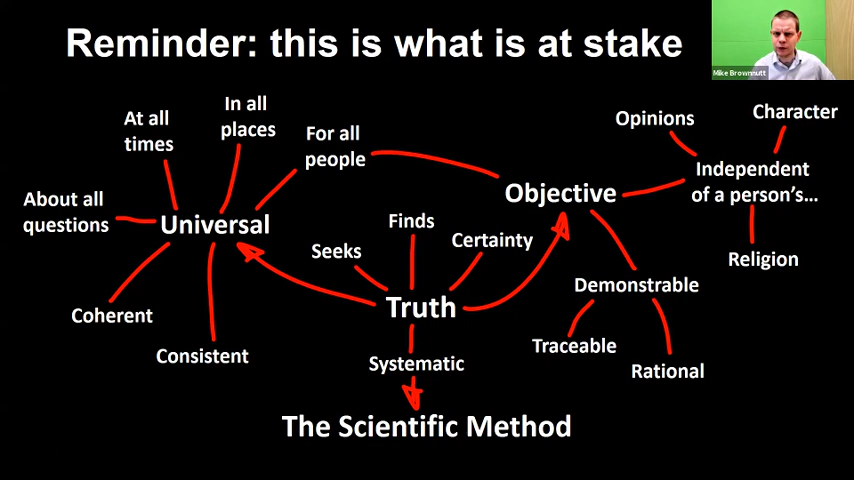 Reminder: this is what is at stake
Mike Brownnutt
At all
times
In all
places
For all
people
About all
questions
Universal
Coherent
Consistent
Seeks
Finds
Certainty
Truth
Systematic
The Scientific Method
Objective
Opinions
Character
Independent
of a person's...
Religion
Demonstrable
Traceable
Rational